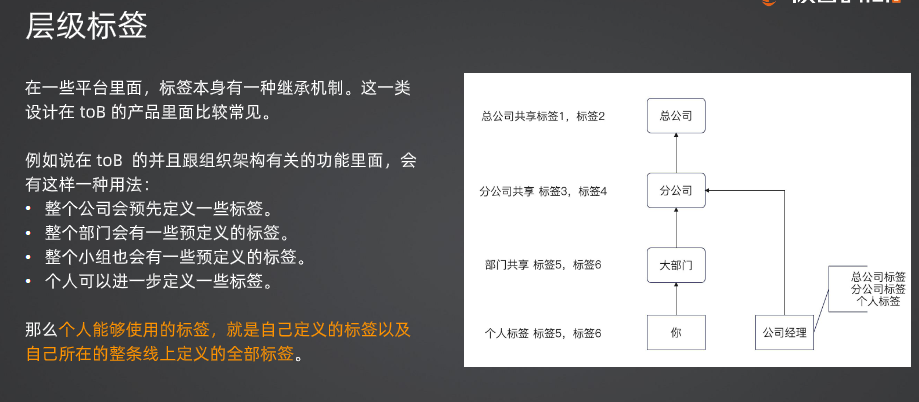 层级标签
在一些平台里面，标签本身有一种继承机制。这一类
设计在 toB 的产品里面比较常见。
例如说在 toB 的并且跟组织架构有关的功能里面，会
有这样一种用法：
• 整个公司会预先定义一些标签。
• 整个部门会有一些预定义的标签。
• 整个小组也会有一些预定义的标签。
• 个人可以进一步定义一些标签。
那么个人能够使用的标签，就是自己定义的标签以及
自己所在的整条线上定义的全部标签。
总公司共享标签1，标签2
总公司
分公司共享 标签3，标签4
分公司
部门共享 标签5，标签6
大部门
总公司标签
分公司标签
个人标签
个人标签 标签5，标签6
你
公司经理